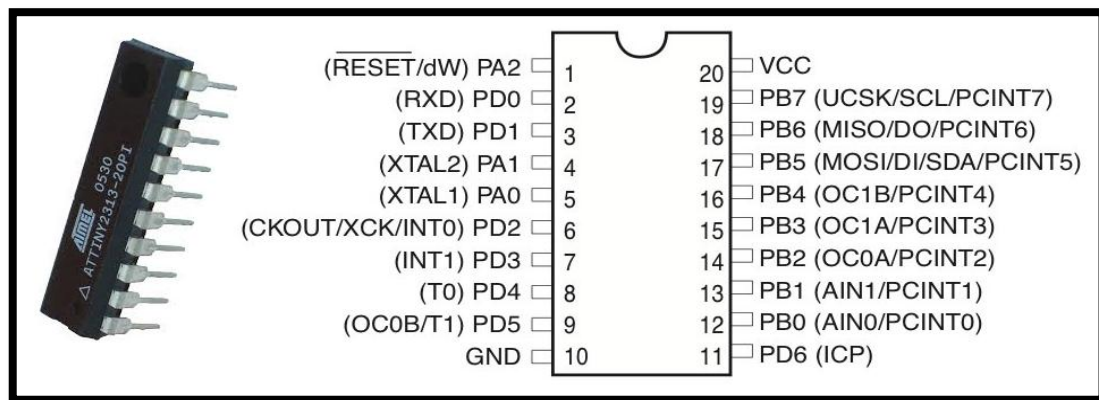 ATMEL 0530
ATTINY2313-20PI
(RESET/dW) PA2 1
(RXD) PD0 2
(TXD) PD1 3
(XTAL2) PA1 4
(XTAL1) PA0 5
(CKOUT/XCK/INT0) PD2 6
(INT1) PD3 7
(T0) PD4 8
(OC0B/T1) PD5 9
GND 10
20 VCC
19 PB7 (UCSK/SCL/PCINT7)
18 PB6 (MISO/DO/PCINT6)
17 PB5 (MOSI/DI/SDA/PCINT5)
16 PB4 (OC1B/PCINT4)
15 PB3 (OC1A/PCINT3)
14 PB2 (OC0A/PCINT2)
13 PB1 (AIN1/PCINT1)
12 PB0 (AIN0/PCINT0)
11 PD6 (ICP)